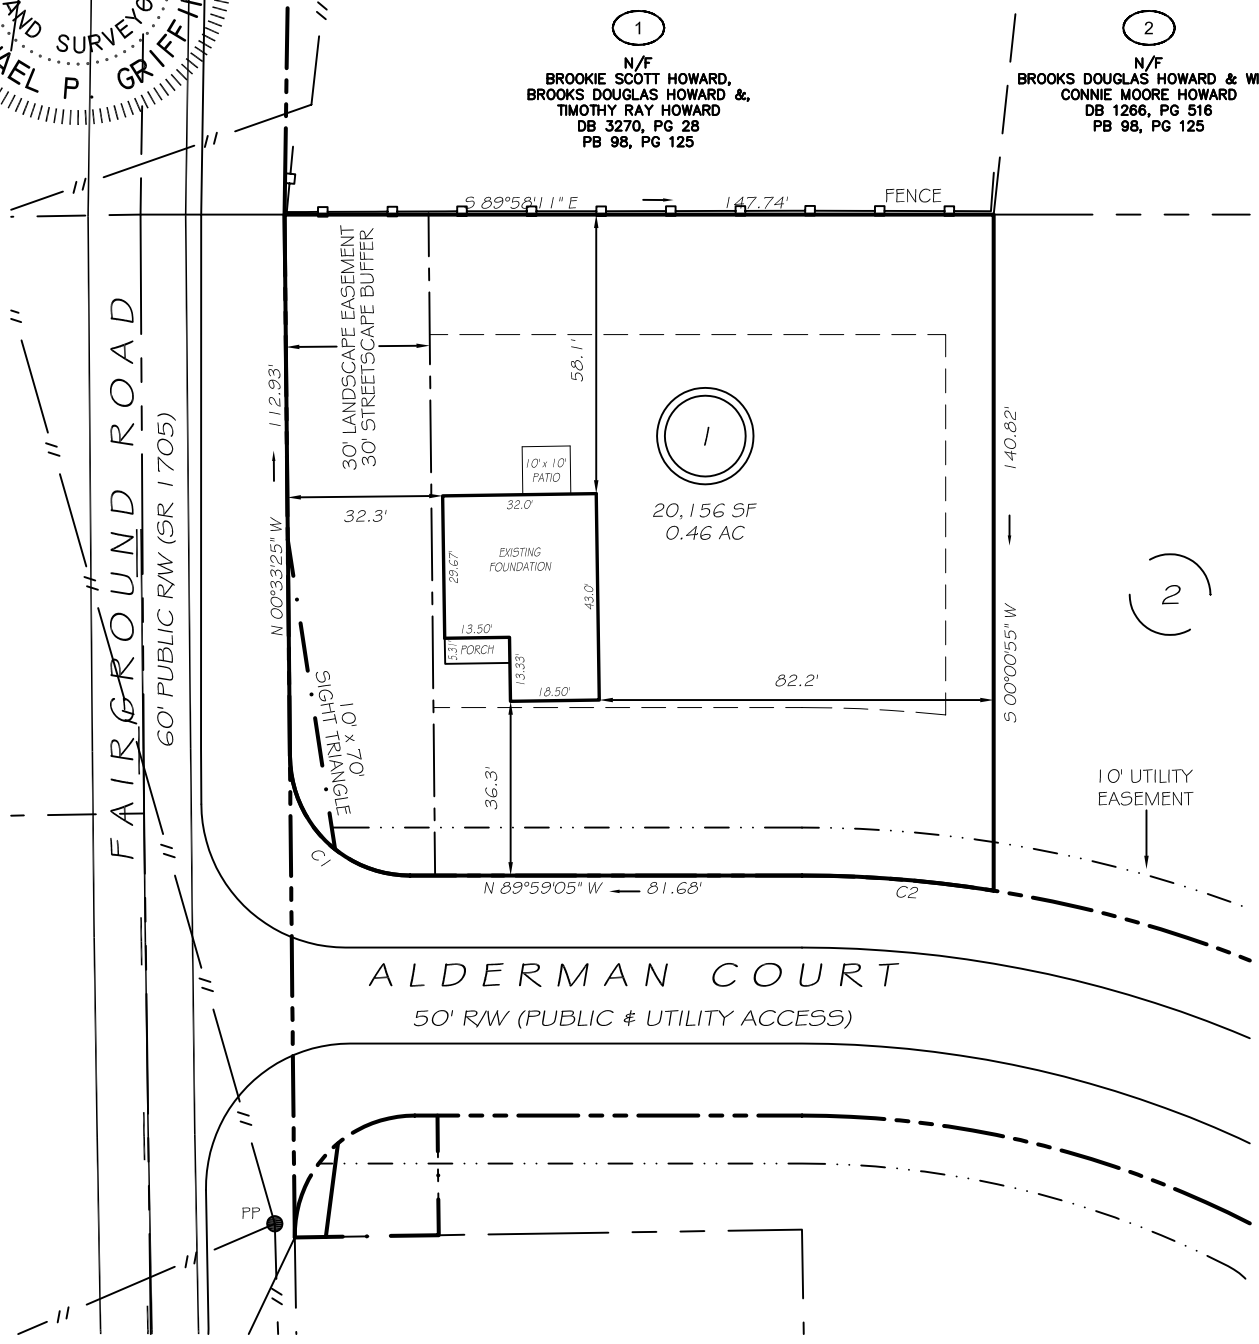 AND SURVEYO
AEL P. GRIFFI
1
N/F
BROOKIE SCOTT HOWARD,
BROOKS DOUGLAS HOWARD &,
TIMOTHY RAY HOWARD
DB 3270, PG 28
PB 98, PG 125
2
N/F
BROOKS DOUGLAS HOWARD & WI
CONNIE MOORE HOWARD
DB 1266, PG 516
PB 98, PG 125
S 89°58'11" E
147.74'
FENCE
30' LANDSCAPE EASEMENT
30' STREETSCAPE BUFFER
FAIRGROUND ROAD
60' PUBLIC R/W (SR 1705)
112.93'
N 00°33'25" W
58.1'
1
20,156 SF
0.46 AC
140.82'
S 00°00'55" W
10' x 10'
PATIO
32.0'
32.3'
EXISTING
FOUNDATION
29.67'
43.0'
13.50'
5.31'
PORCH
13.33'
18.50'
82.2'
2
10' x 70'
SIGHT TRIANGLE
36.3'
10' UTILITY
EASEMENT
C1
N 89°59'05" W
81.68'
C2
ALDERMAN COURT
50' R/W (PUBLIC & UTILITY ACCESS)
PP